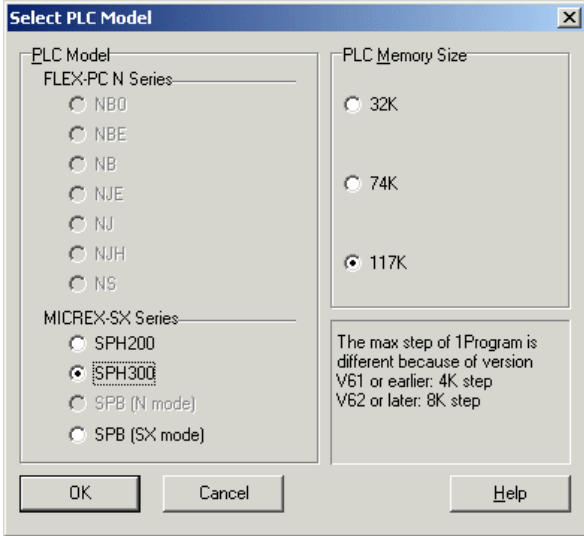 Select PLC Model
PLC Model
FLEX-PC N Series
NB0
NBE
NB
NJE
NJ
NJH
NS
MICREX-SX Series
SPH200
SPH300
SPB (N mode)
SPB (SX mode)
PLC Memory Size
32K
74K
117K
The max step of 1Program is
different because of version
V61 or earlier: 4K step
V62 or later: 8K step
OK
Cancel
Help